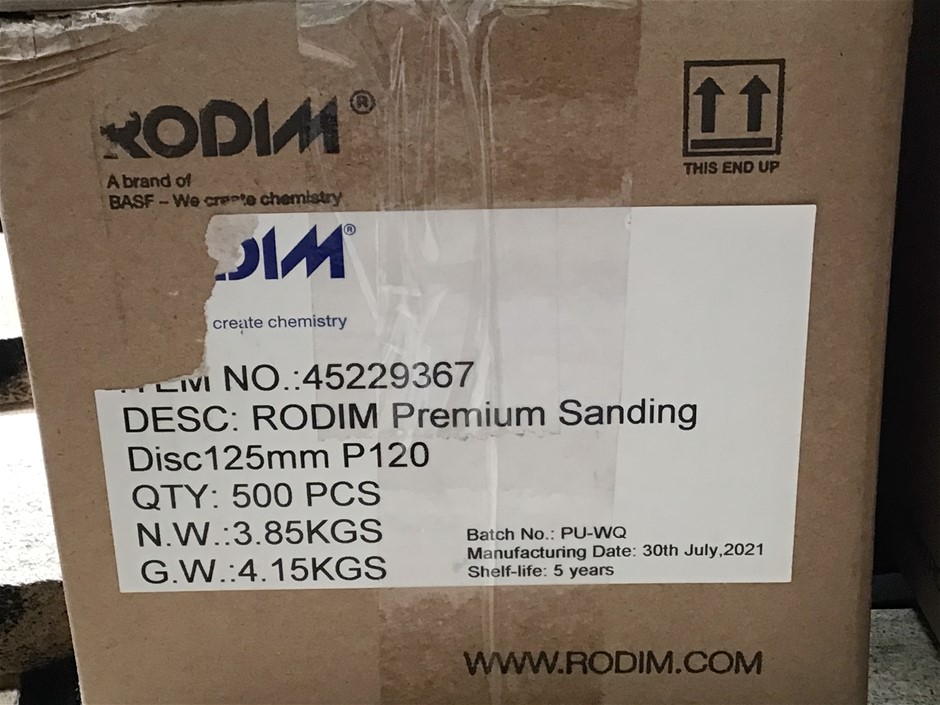 RODIM®
A brand of
BASF – We create chemistry
THIS END UP
DIM®
create chemistry
ITEM NO.:45229367
DESC: RODIM Premium Sanding
Disc125mm P120
QTY: 500 PCS
N.W.:3.85KGS
G.W.:4.15KGS
Batch No.: PU-WQ
Manufacturing Date: 30th July,2021
Shelf-life: 5 years
WWW.RODIM.COM